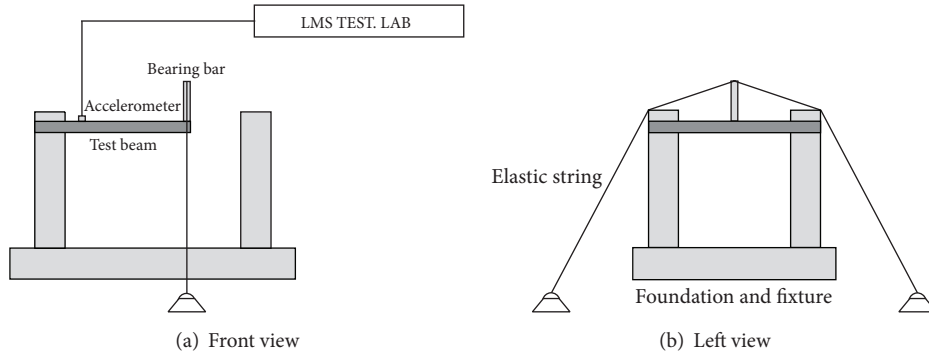 LMS TEST. LAB
Bearing bar
Accelerometer
Test beam
Elastic string
Foundation and fixture
(a) Front view
(b) Left view